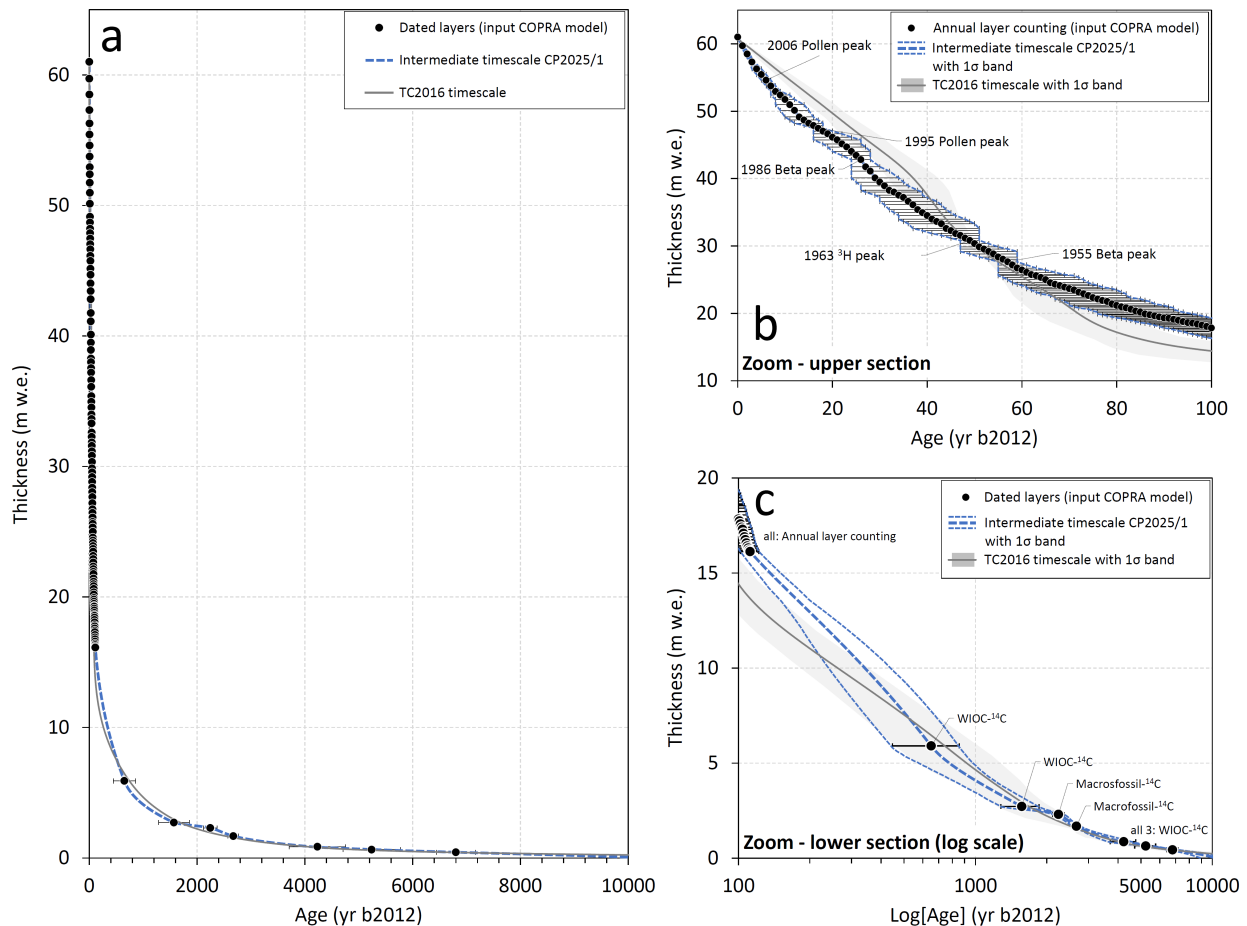 a
Dated layers (input COPRA model)
Intermediate timescale CP2025/1
TC2016 timescale
60
50
40
30
20
10
0
Thickness (m w.e.)
0
2000
4000
6000
8000
10000
Age (yr b2012)
Annual layer counting (input COPRA model)
Intermediate timescale CP2025/1
with 1σ band
TC2016 timescale with 1σ band
2006 Pollen peak
1995 Pollen peak
1986 Beta peak
1963 ³H peak
1955 Beta peak
b
Zoom - upper section
60
50
40
30
20
10
Thickness (m w.e.)
0
20
40
60
80
100
Age (yr b2012)
c
Dated layers (input COPRA model)
Intermediate timescale CP2025/1
with 1σ band
TC2016 timescale with 1σ band
all: Annual layer counting
WIOC-¹⁴C
WIOC-¹⁴C
Macrosfossil-¹⁴C
Macrofossil-¹⁴C
all 3: WIOC-¹⁴C
Zoom - lower section (log scale)
20
15
10
5
0
Thickness (m w.e.)
100
1000
5000
10000
Log[Age] (yr b2012)